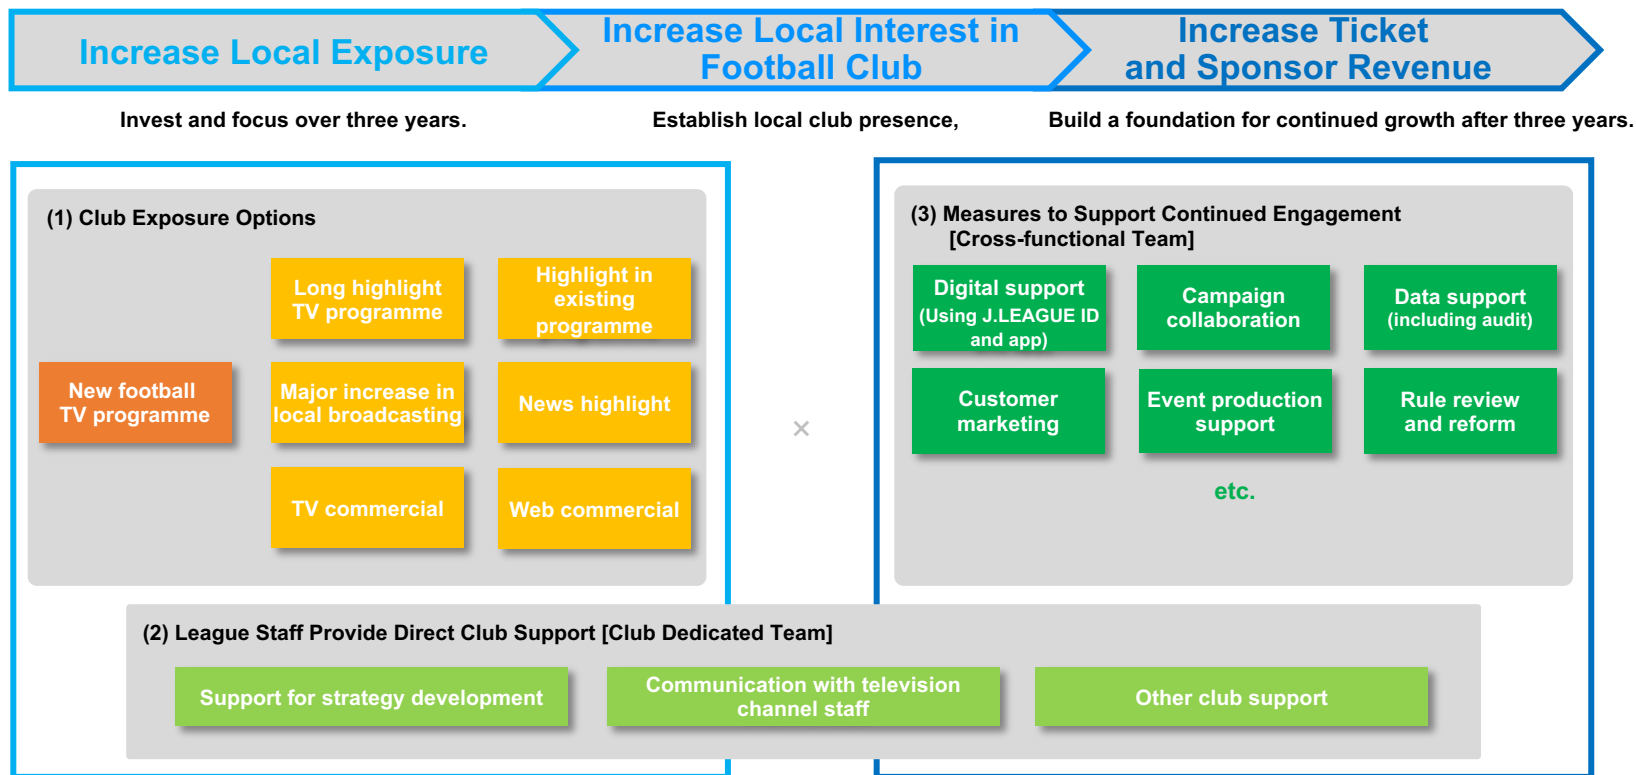 Increase Local Exposure
Increase Local Interest in
Football Club
Increase Ticket
and Sponsor Revenue
Invest and focus over three years.
Establish local club presence,
Build a foundation for continued growth after three years.
(1) Club Exposure Options
Long highlight
TV programme
Highlight in
existing
programme
New football
TV programme
Major increase in
local broadcasting
News highlight
TV commercial
Web commercial
×
(3) Measures to Support Continued Engagement
[Cross-functional Team]
Digital support
(Using J.LEAGUE ID
and app)
Campaign
collaboration
Data support
(including audit)
Customer
marketing
Event production
support
Rule review
and reform
etc.
(2) League Staff Provide Direct Club Support [Club Dedicated Team]
Support for strategy development
Communication with television
channel staff
Other club support